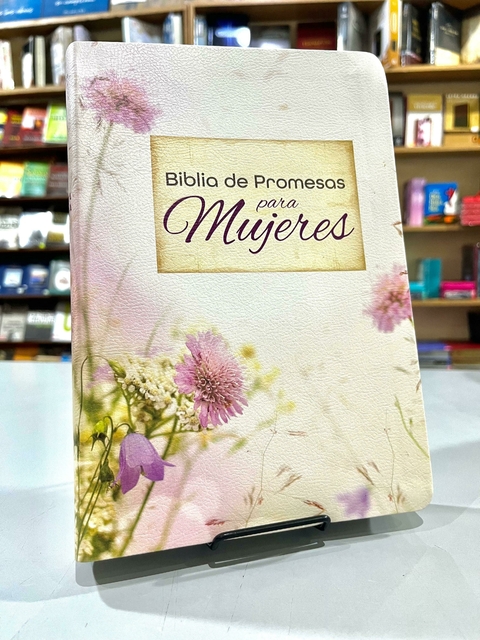 Biblia de Promesas
para
Mujeres